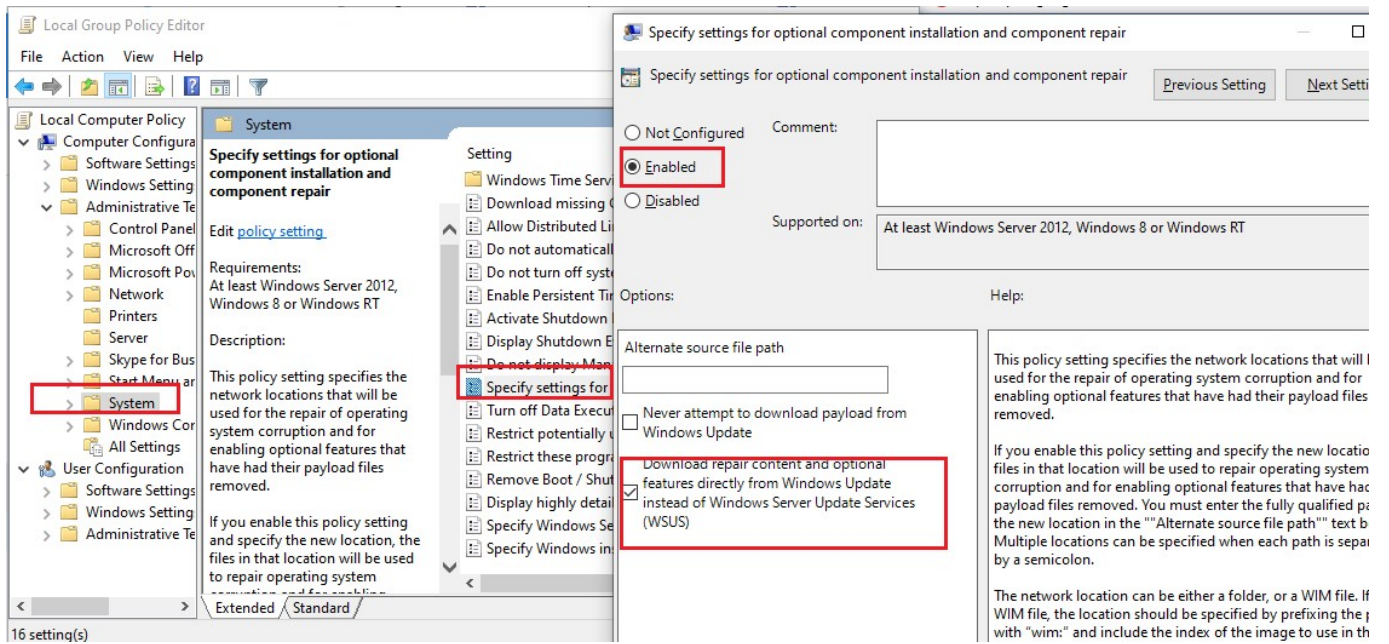 Local Group Policy Editor
File Action View Help
Local Computer Policy
Computer Configura
Software Settings
Windows Setting
Administrative Te
Control Panel
Microsoft Off
Microsoft Pov
Network
Printers
Server
Skype for Bus
Start Menu ar
System
Windows Cor
All Settings
User Configuration
Software Settings
Windows Setting
Administrative Te
System
Specify settings for optional
component installation and
component repair
Edit policy setting
Requirements:
At least Windows Server 2012,
Windows 8 or Windows RT
Description:
This policy setting specifies the
network locations that will be
used for the repair of operating
system corruption and for
enabling optional features that
have had their payload files
removed.
If you enable this policy setting
and specify the new location, the
files in that location will be used
to repair operating system
corruption and for enabling
Setting
Windows Time Servi
Download missing
Allow Distributed Li
Do not automaticall
Do not turn off syste
Enable Persistent Tir
Activate Shutdown
Display Shutdown E
Do not display Man
Specify settings for
Turn off Data Execut
Restrict potentially u
Restrict these progra
Remove Boot / Shut
Display highly detail
Specify Windows Se
Specify Windows in
Extended Standard
16 setting(s)
Specify settings for optional component installation and component repair
Specify settings for optional component installation and component repair
Previous Setting
Next Setti
Not Configured
Enabled
Disabled
Comment:
Supported on:
At least Windows Server 2012, Windows 8 or Windows RT
Options:
Help:
Alternate source file path
Never attempt to download payload from
Windows Update
Download repair content and optional
features directly from Windows Update
instead of Windows Server Update Services
(WSUS)
This policy setting specifies the network locations that will
used for the repair of operating system corruption and for
enabling optional features that have had their payload files
removed.
If you enable this policy setting and specify the new locatio
files in that location will be used to repair operating system
corruption and for enabling optional features that have had
payload files removed. You must enter the fully qualified pa
the new location in the ""Alternate source file path"" text b
Multiple locations can be specified when each path is separ
by a semicolon.
The network location can be either a folder, or a WIM file. If
WIM file, the location should be specified by prefixing the p
with "wim:" and include the index of the image to use in th